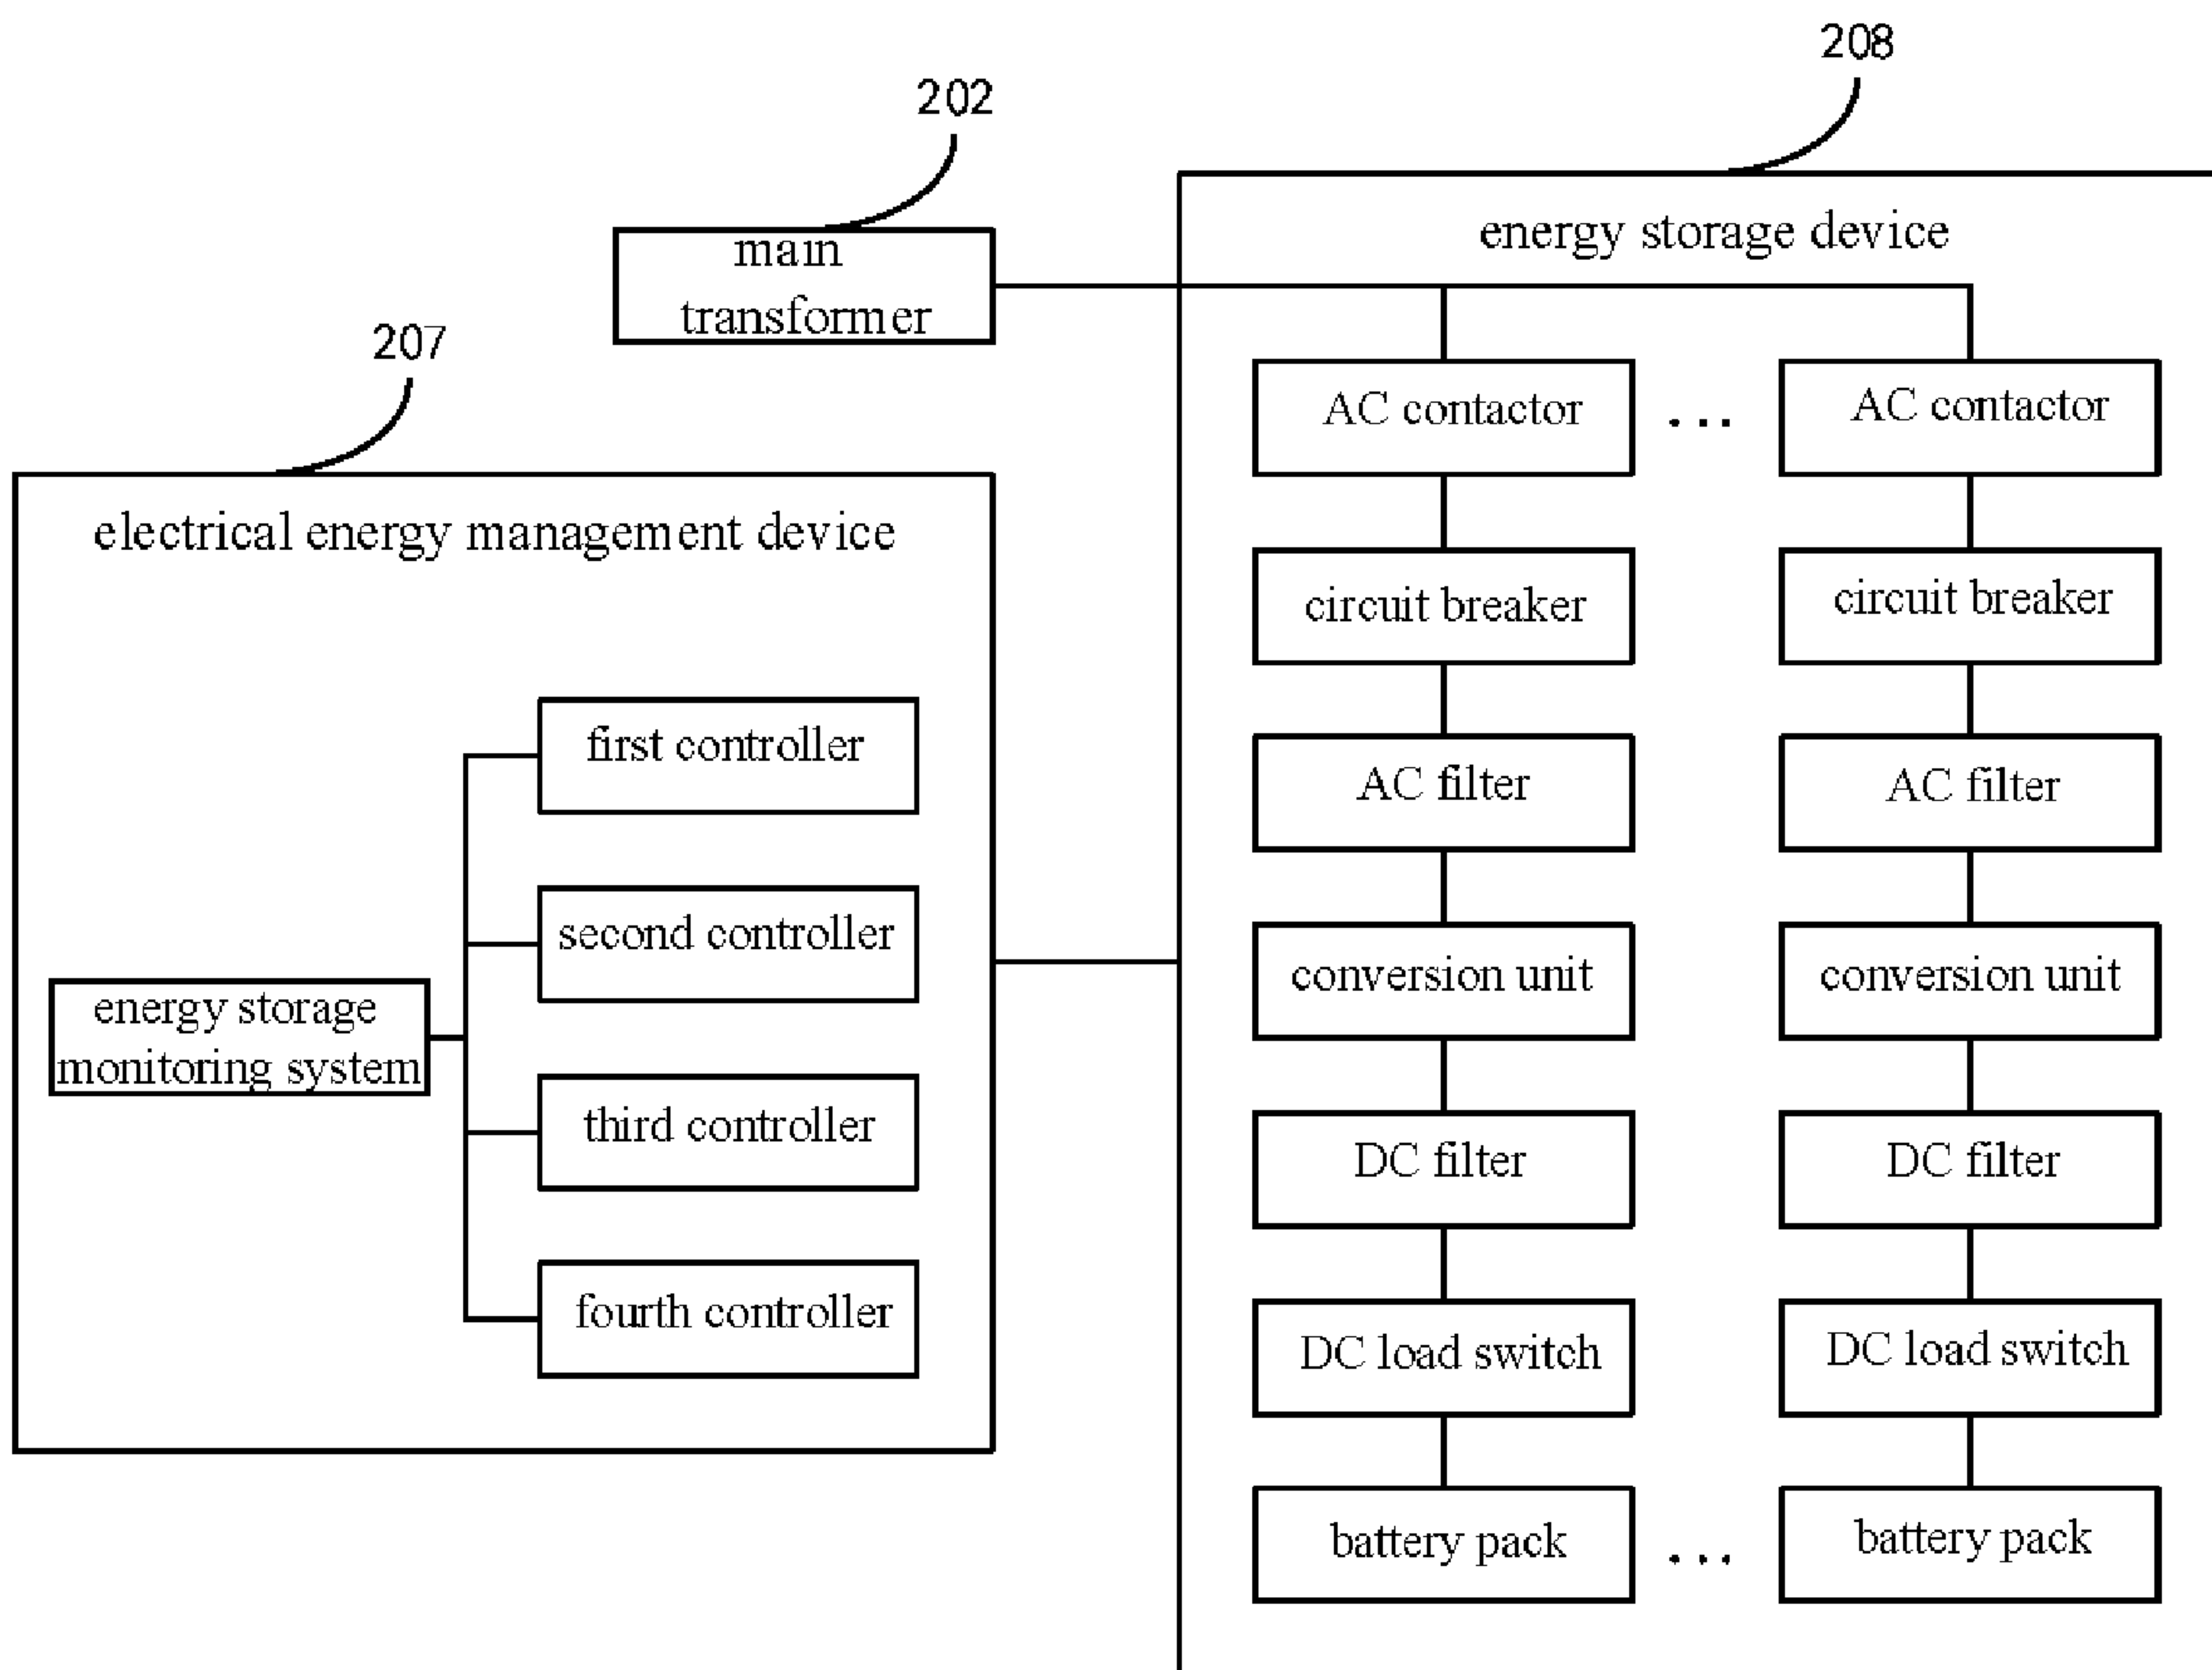 208
202
energy storage device
main
transformer
207
AC contactor ... AC contactor
electrical energy management device
circuit breaker circuit breaker
first controller
AC filter AC filter
second controller
conversion unit conversion unit
energy storage
monitoring system
third controller
DC filter DC filter
fourth controller
DC load switch DC load switch
battery pack ... battery pack